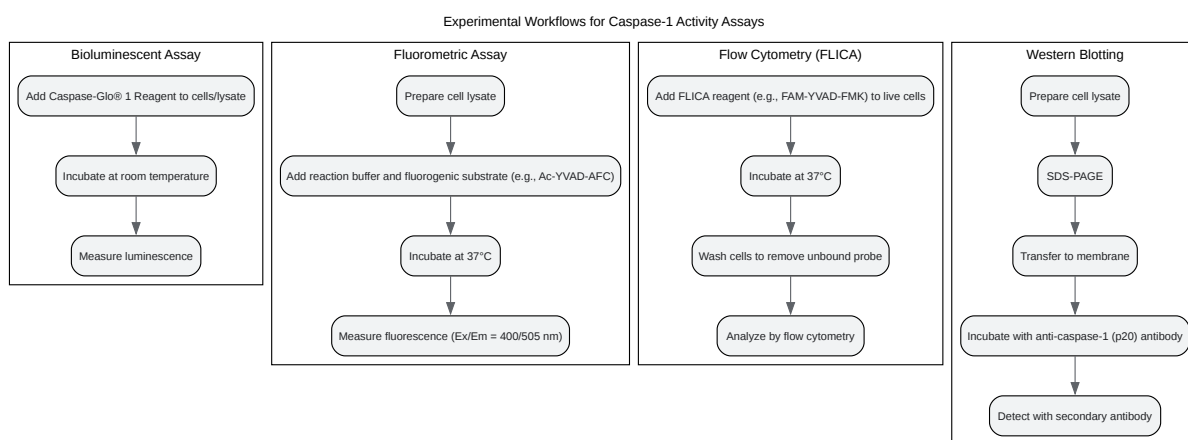 Experimental Workflows for Caspase-1 Activity Assays
Bioluminescent Assay
Add Caspase-Glo® 1 Reagent to cells/lysate
Incubate at room temperature
Measure luminescence
Fluorometric Assay
Prepare cell lysate
Add reaction buffer and fluorogenic substrate (e.g., Ac-YVAD-AFC)
Incubate at 37°C
Measure fluorescence (Ex/Em = 400/505 nm)
Flow Cytometry (FLICA)
Add FLICA reagent (e.g., FAM-YVAD-FMK) to live cells
Incubate at 37°C
Wash cells to remove unbound probe
Analyze by flow cytometry
Western Blotting
Prepare cell lysate
SDS-PAGE
Transfer to membrane
Incubate with anti-caspase-1 (p20) antibody
Detect with secondary antibody